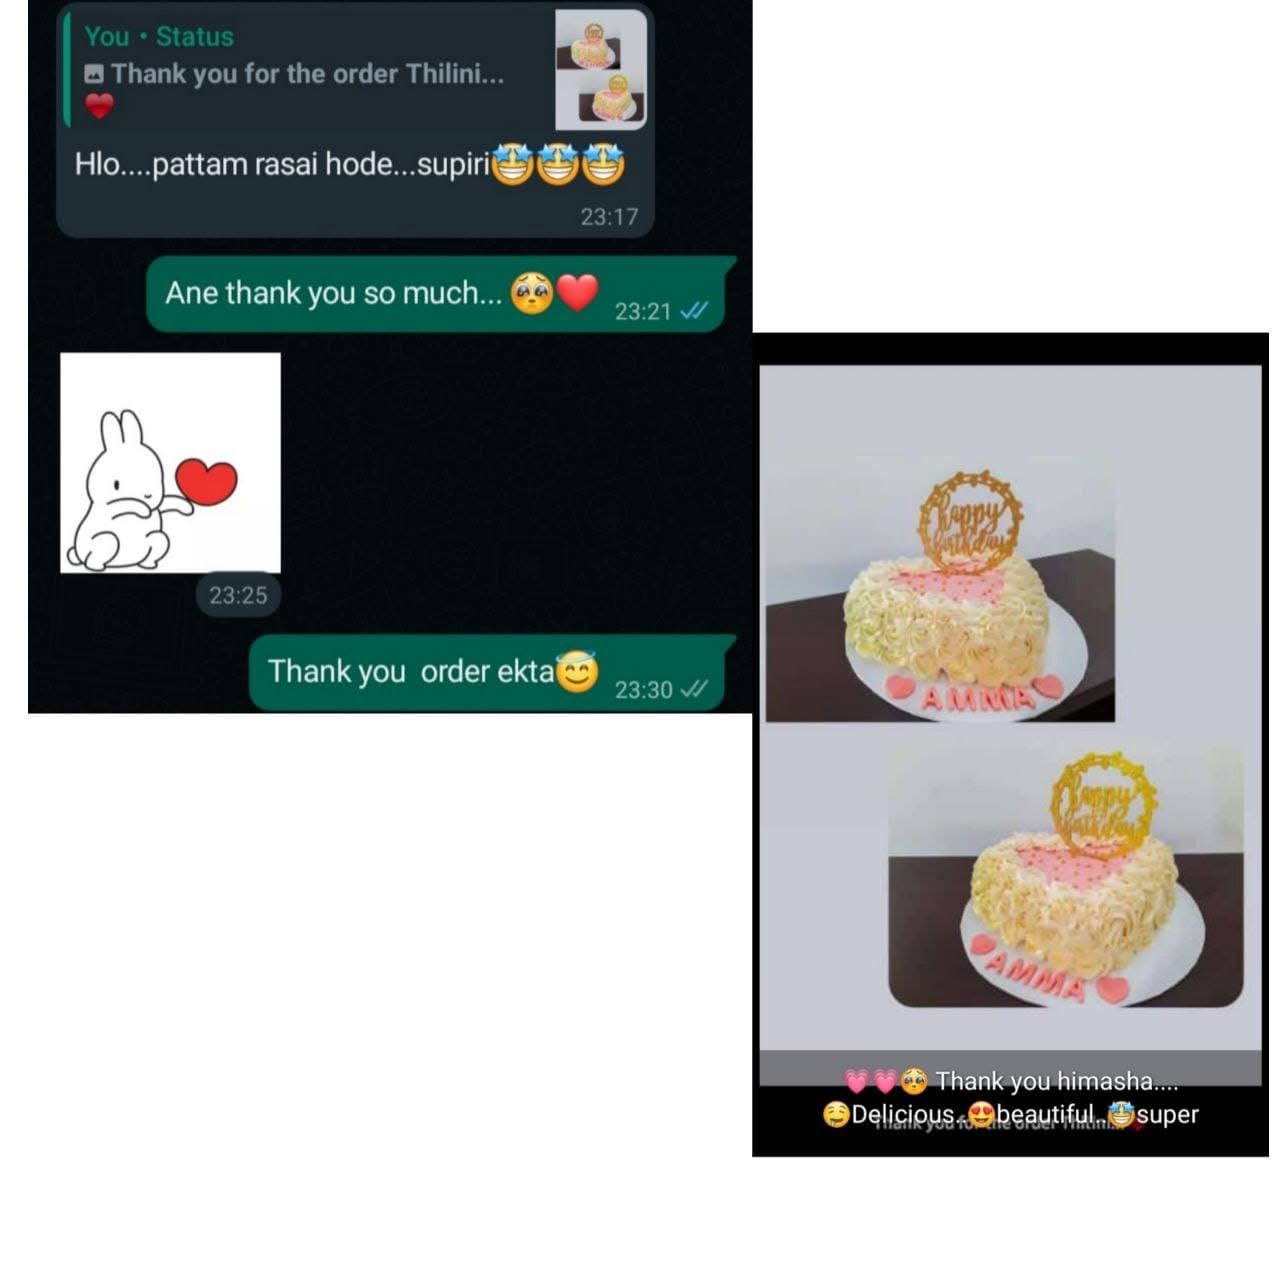 You • Status
Thank you for the order Thilini...
❤️
Hlo....pattam rasai hode...supiri🤩🤩🤩
23:17
Ane thank you so much... 🥺❤️
23:21
23:25
Thank you  order ekta😇
23:30
happy
birthday
AMMA
happy
birthday
AMMA
💗💗🥺 Thank you himasha....
🤤Delicious..😍beautiful..🤩super
Thank you for the order Thilini...❤️